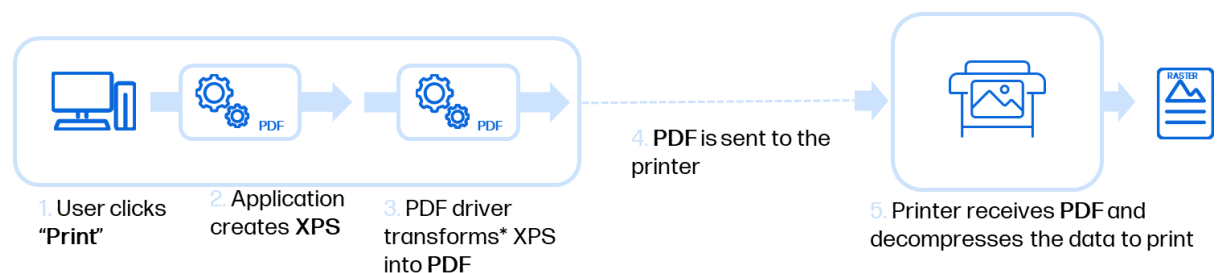 PDF
PDF
RASTER
1. User clicks
“Print”
2. Application
creates XPS
3. PDF driver
transforms* XPS
into PDF
4. PDF is sent to the
printer
5. Printer receives PDF and
decompresses the data to print